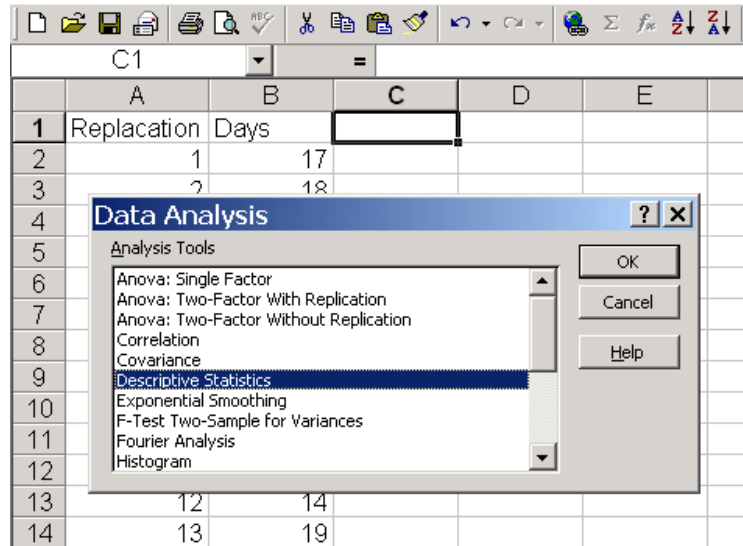 ABC
C1 =
A B C D E
1 Replacation Days
2 1 17
3 2 18
4 Data Analysis ? X
5 Analysis Tools OK
6 Anova: Single Factor
Anova: Two-Factor With Replication Cancel
7 Anova: Two-Factor Without Replication
8 Correlation Help
Covariance
9 Descriptive Statistics
10 Exponential Smoothing
F-Test Two-Sample for Variances
11 Fourier Analysis
12 Histogram
13 12 14
14 13 19